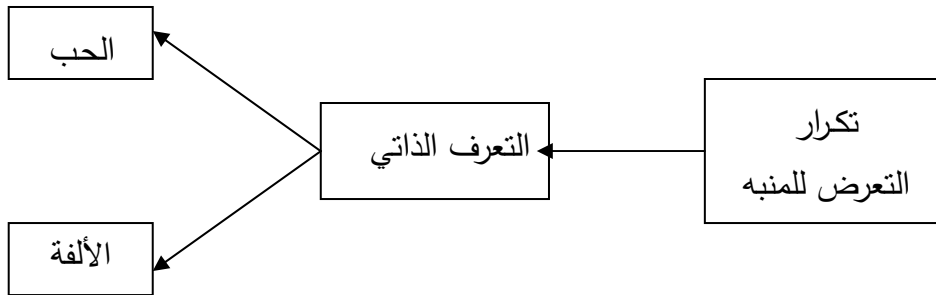 تكرار
التعرض للمنبه
التعرف الذاتي
الحب
الألفة